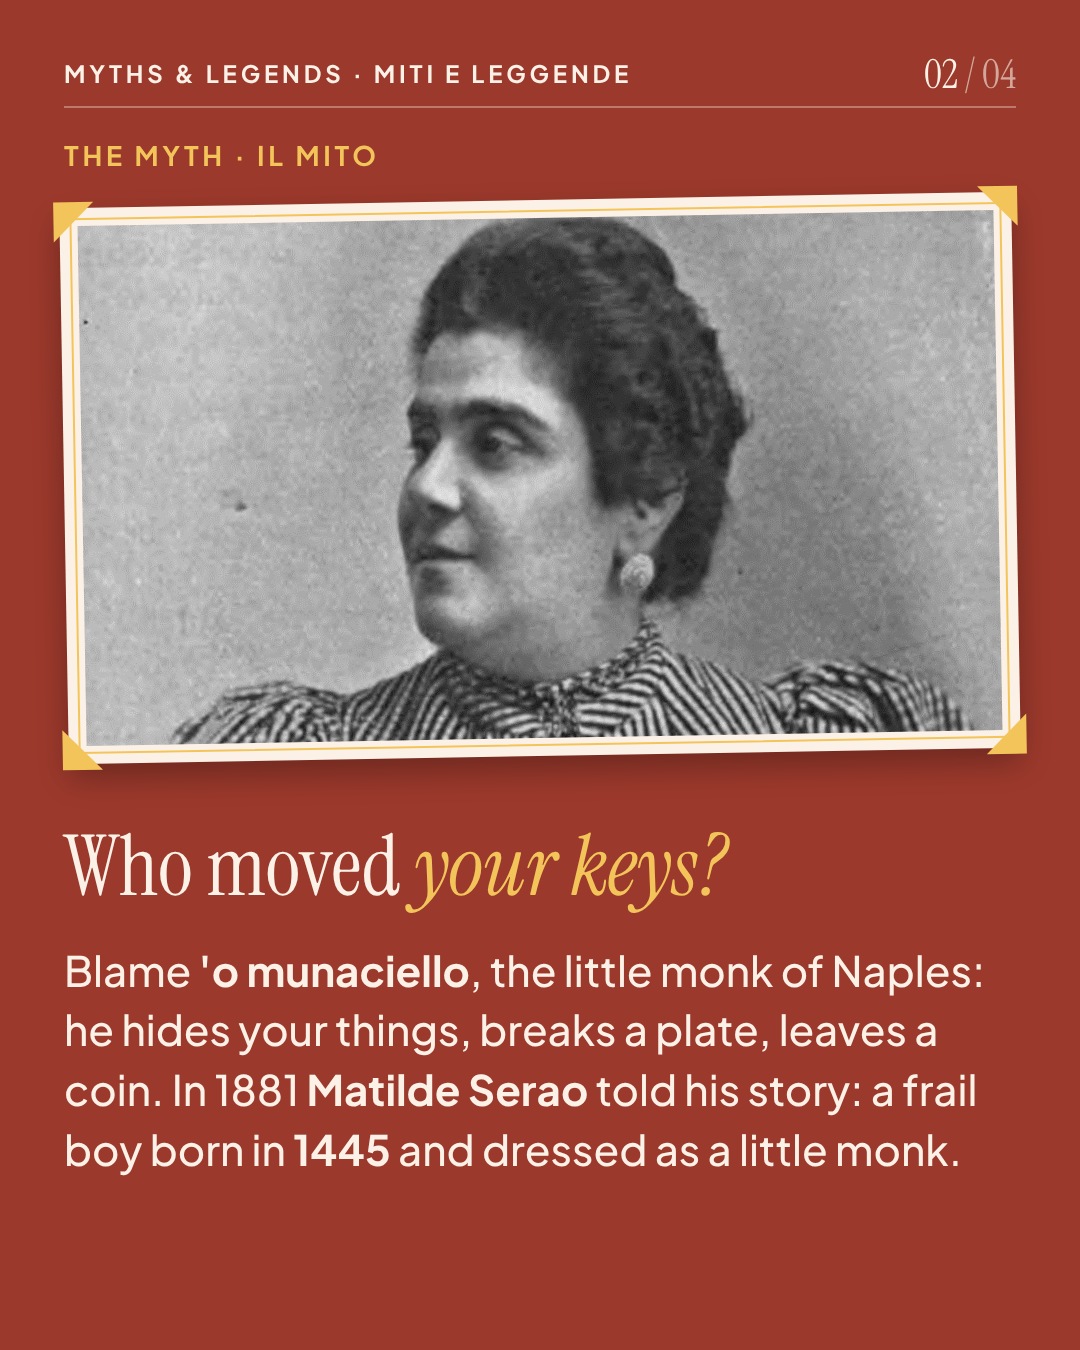 MYTHS & LEGENDS · MITI E LEGGENDE
02 / 04
THE MYTH · IL MITO
Who moved your keys?
Blame 'o munaciello, the little monk of Naples:
he hides your things, breaks a plate, leaves a
coin. In 1881 Matilde Serao told his story: a frail
boy born in 1445 and dressed as a little monk.